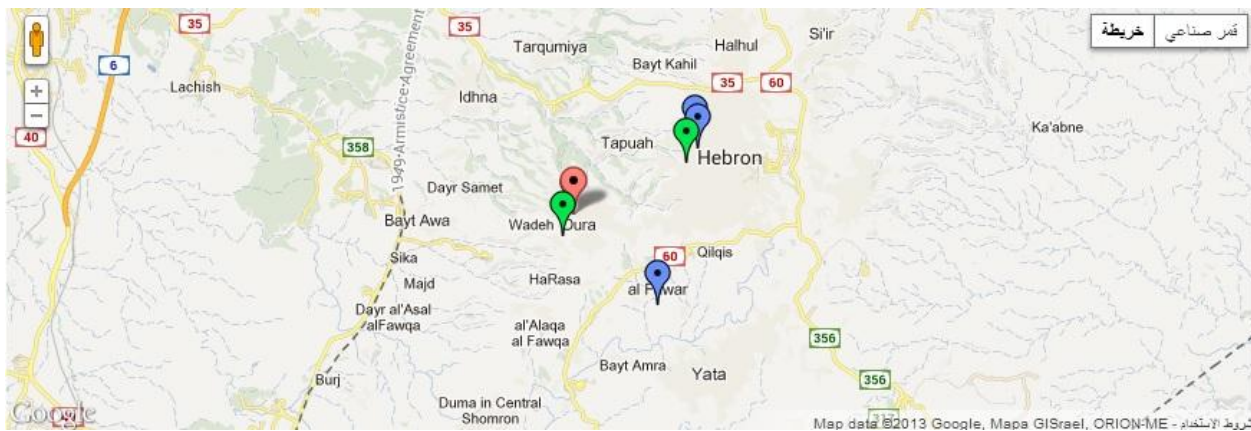 35
35
6
40
Lachish
358
1949 Armistice Agreement
Tarqumiya
Halhul
Si'ir
Bayt Kahil
35
60
Idhna
Tapuah
Hebron
Ka'abne
Dayr Samet
Bayt Awa
Wadeh
Dura
Sika
Majd
HaRasa
60
Qilqis
Dayr al'Asal
alFawqa
al'Alaqa
al Fawqa
Bayt Amra
Yata
356
356
Burj
Duma in Central
Shomron
Google
قمر صناعي
خريطة
Map data ©2013 Google, Mapa GISrael, ORION-ME - شروط الاستخدام